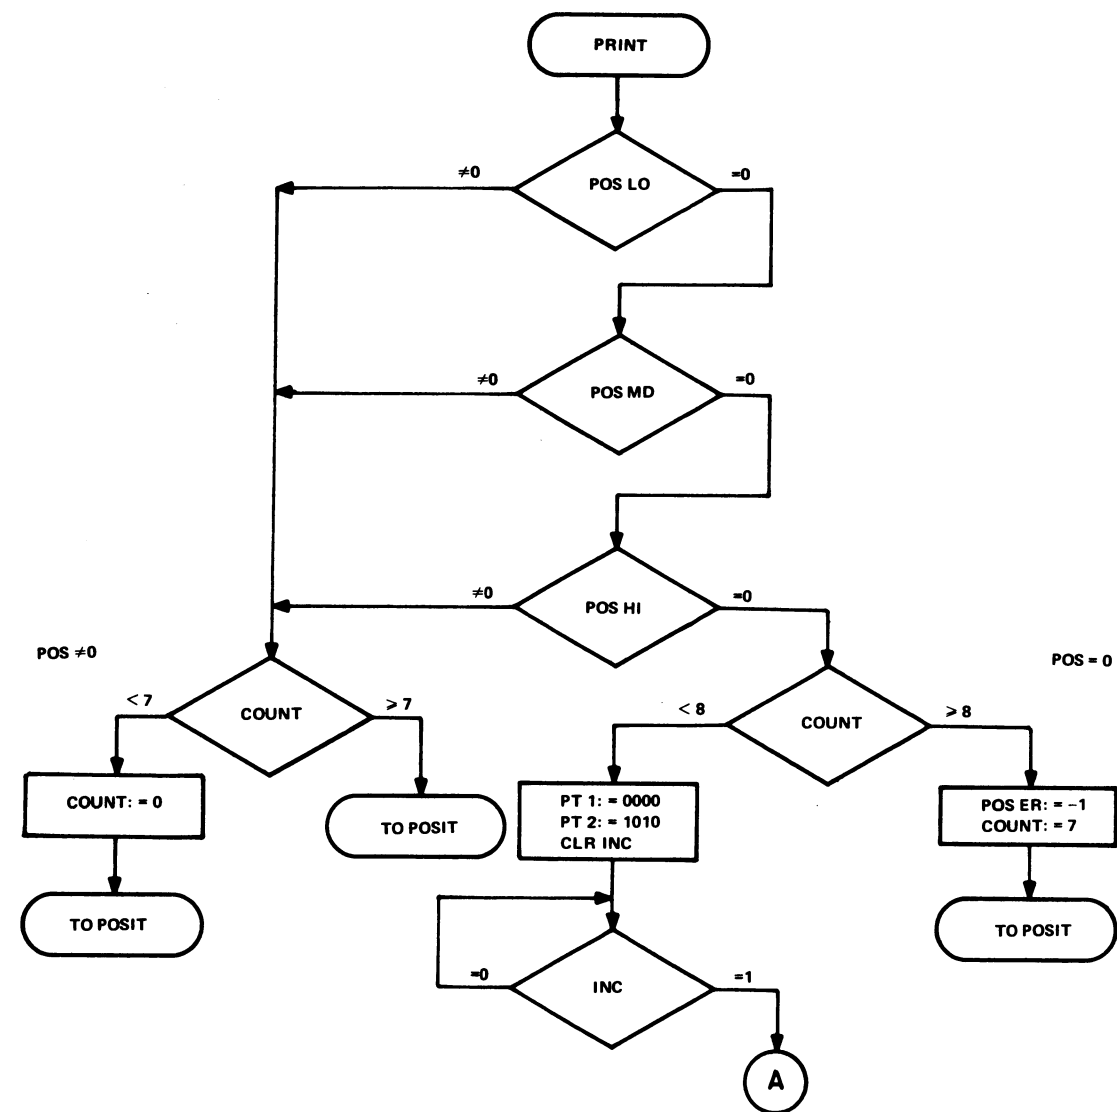 PRINT
≠0
POS LO
=0
≠0
POS MD
=0
≠0
POS HI
=0
POS ≠0
POS = 0
< 7
COUNT
⩾ 7
< 8
COUNT
⩾ 8
COUNT: = 0
TO POSIT
PT 1: = 0000
PT 2: = 1010
CLR INC
POS ER: = −1
COUNT: = 7
TO POSIT
TO POSIT
=0
INC
=1
A